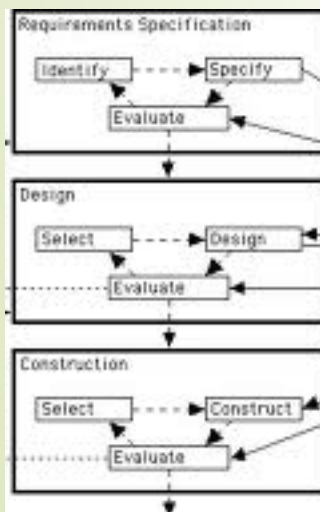 Requirements Specification
Identify
Specify
Evaluate
Design
Select
Design
Evaluate
Construction
Select
Construct
Evaluate